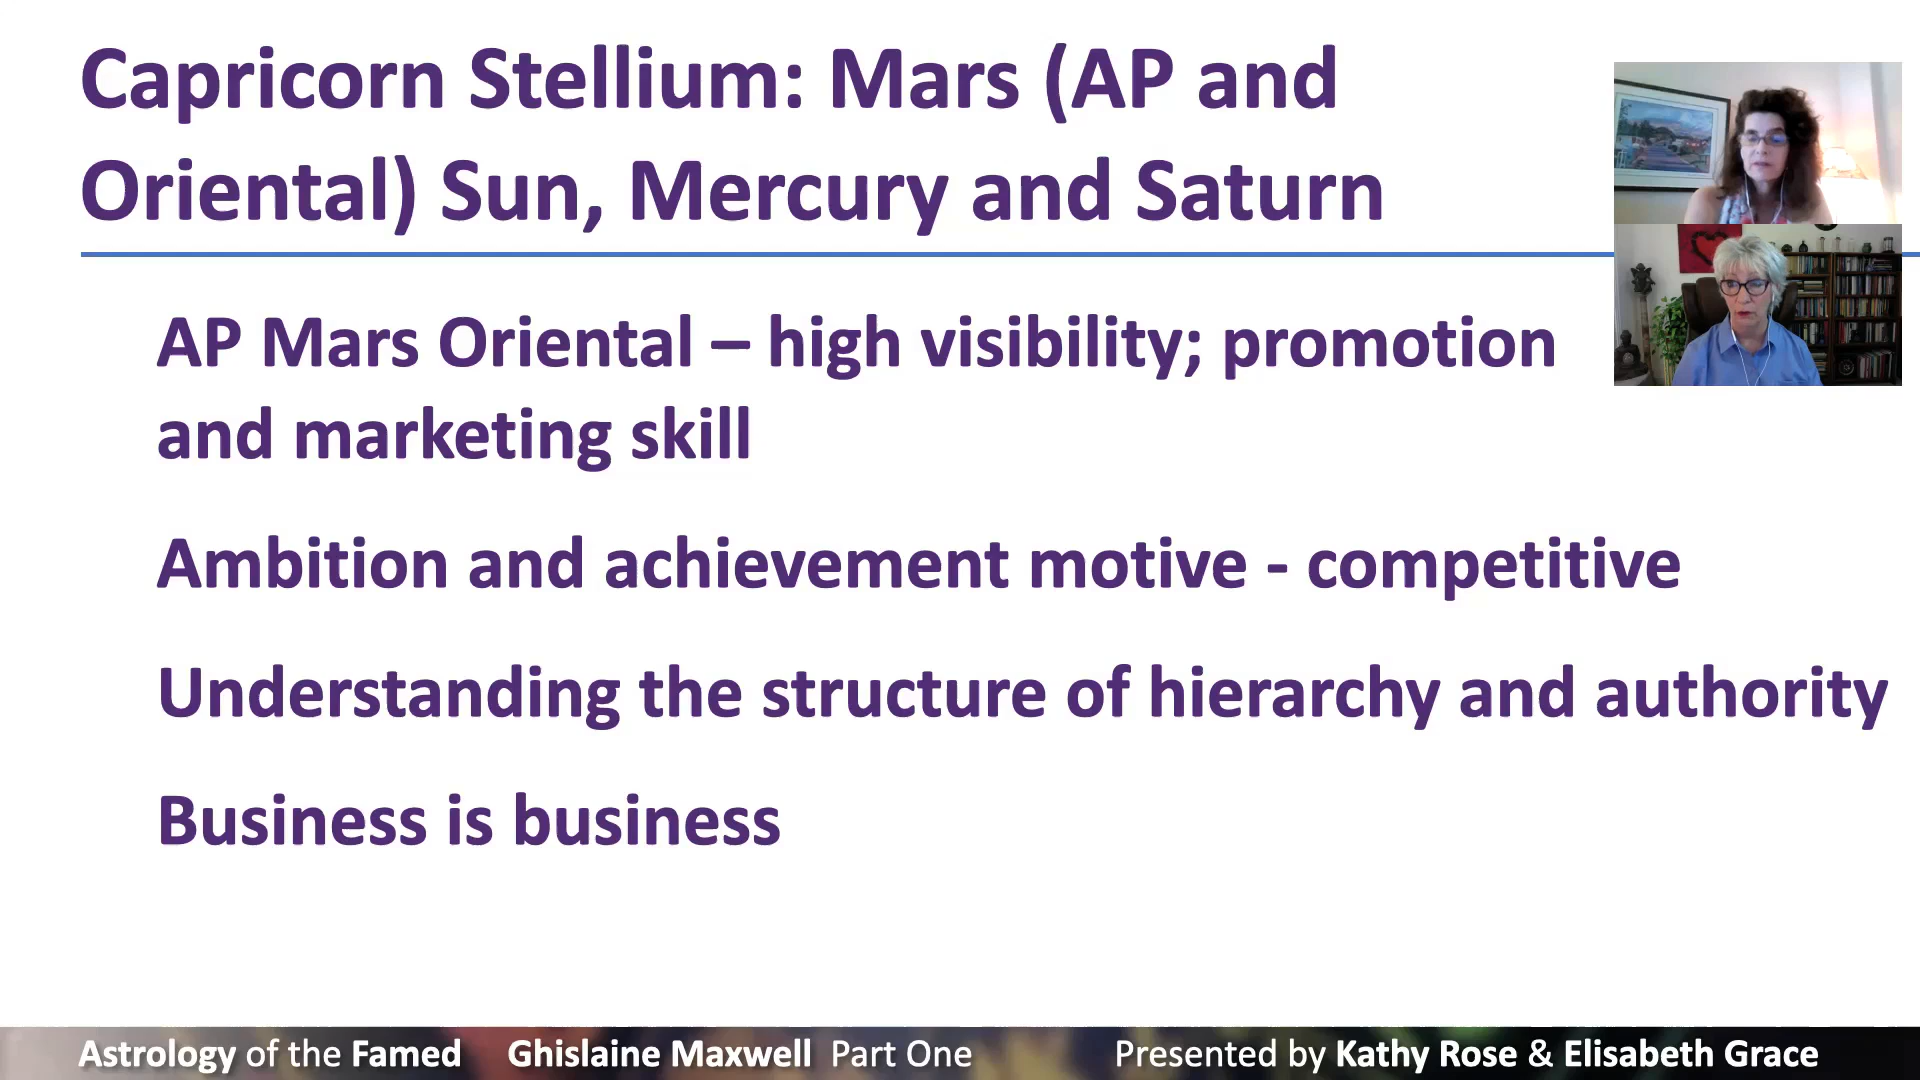 Capricorn Stellium: Mars (AP and
Oriental) Sun, Mercury and Saturn
AP Mars Oriental – high visibility; promotion
and marketing skill
Ambition and achievement motive - competitive
Understanding the structure of hierarchy and authority
Business is business
Astrology of the Famed Ghislaine Maxwell Part One Presented by Kathy Rose & Elisabeth Grace